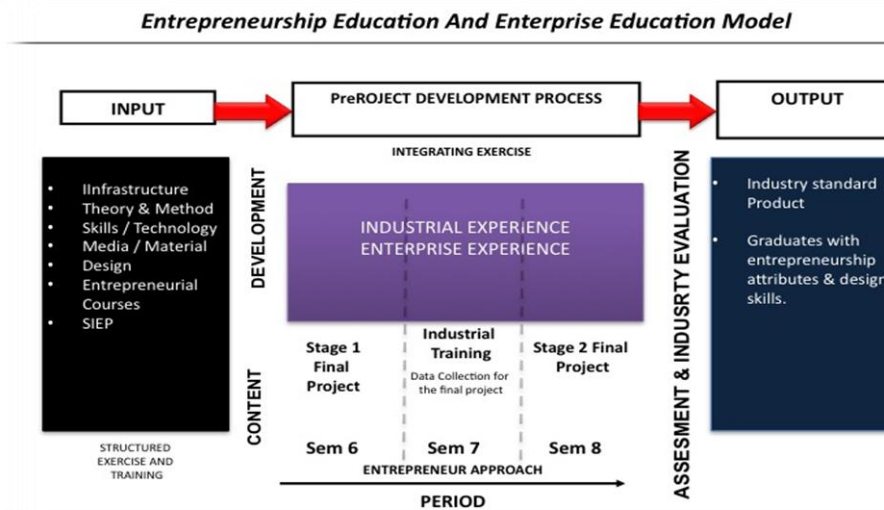 Entrepreneurship Education And Enterprise Education Model
INPUT
PreROJECT DEVELOPMENT PROCESS
OUTPUT
INTEGRATING EXERCISE
• IInfrastructure
• Theory & Method
• Skills / Technology
• Media / Material
• Design
• Entrepreneurial
Courses
• SIEP
STRUCTURED
EXERCISE AND
TRAINING
DEVELOPMENT
CONTENT
INDUSTRIAL EXPERIENCE
ENTERPRISE EXPERIENCE
Stage 1
Final
Project
Industrial
Training
Data Collection for
the final project
Stage 2 Final
Project
Sem 6
Sem 7
Sem 8
ENTREPRENEUR APPROACH
PERIOD
ASSESMENT & INDUSRTY EVALUATION
• Industry standard
Product
• Graduates with
entrepreneurship
attributes & design
skills.